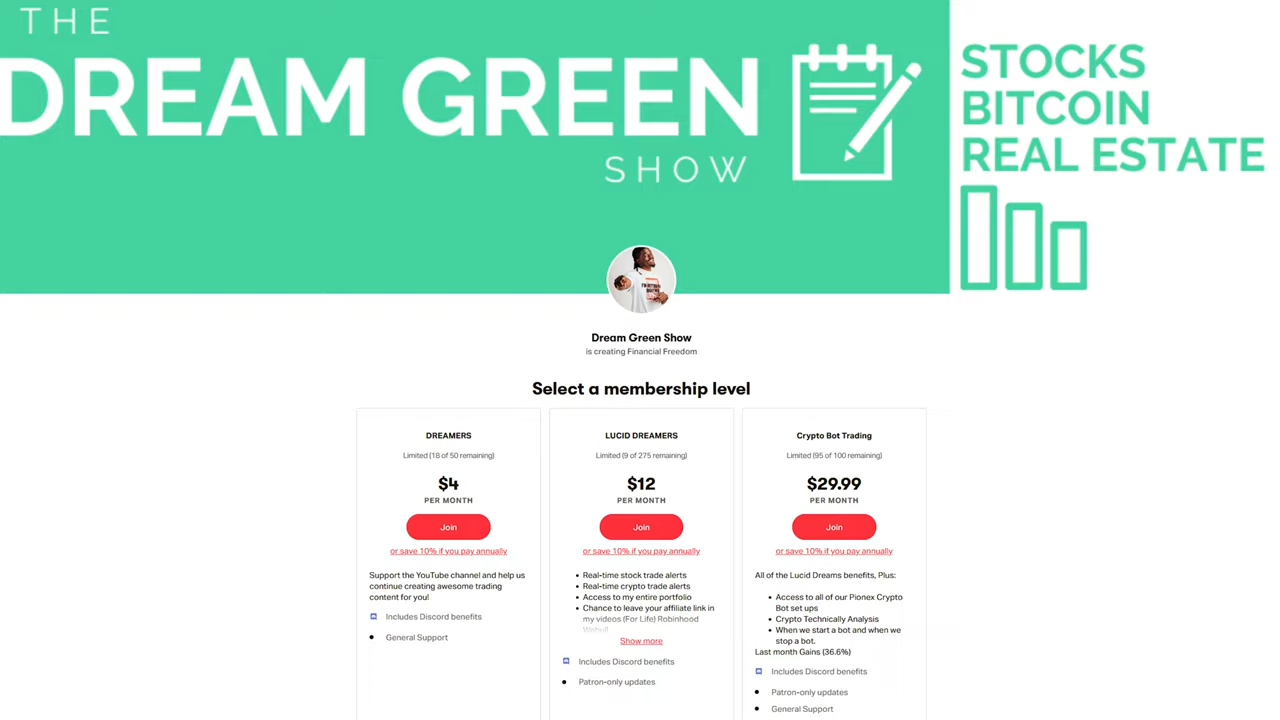 THE
DREAM GREEN
SHOW
STOCKS
BITCOIN
REAL ESTATE
Dream Green Show
is creating Financial Freedom
Select a membership level
DREAMERS
Limited (18 of 50 remaining)
$4
PER MONTH
Join
or save 10% if you pay annually
Support the YouTube channel and help us
continue creating awesome trading
content for you!
Includes Discord benefits
• General Support
LUCID DREAMERS
Limited (9 of 275 remaining)
$12
PER MONTH
Join
or save 10% if you pay annually
• Real-time stock trade alerts
• Real-time crypto trade alerts
• Access to my entire portfolio
• Chance to leave your affiliate link in
my videos (For Life) Robinhood
Show more
Includes Discord benefits
• Patron-only updates
Crypto Bot Trading
Limited (95 of 100 remaining)
$29.99
PER MONTH
Join
or save 10% if you pay annually
All of the Lucid Dreams benefits, Plus:
• Access to all of our Pionex Crypto
Bot set ups
• Crypto Technically Analysis
• When we start a bot and when we
stop a bot.
Last month Gains (36.6%)
Includes Discord benefits
• Patron-only updates
• General Support